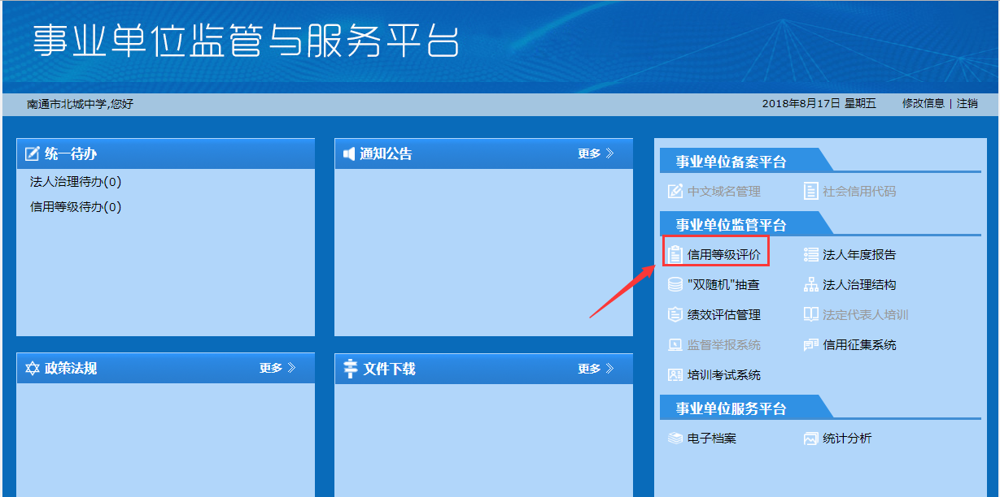 事业单位监管与服务平台
南通市北城中学,您好
2018年8月17日 星期五 修改信息 | 注销
统一待办
法人治理待办(0)
信用等级待办(0)
通知公告 更多
政策法规 更多
文件下载 更多
事业单位备案平台
中文域名管理 社会信用代码
事业单位监管平台
信用等级评价 法人年度报告
"双随机"抽查 法人治理结构
绩效评估管理 法定代表人培训
监督举报系统 信用征集系统
培训考试系统
事业单位服务平台
电子档案 统计分析